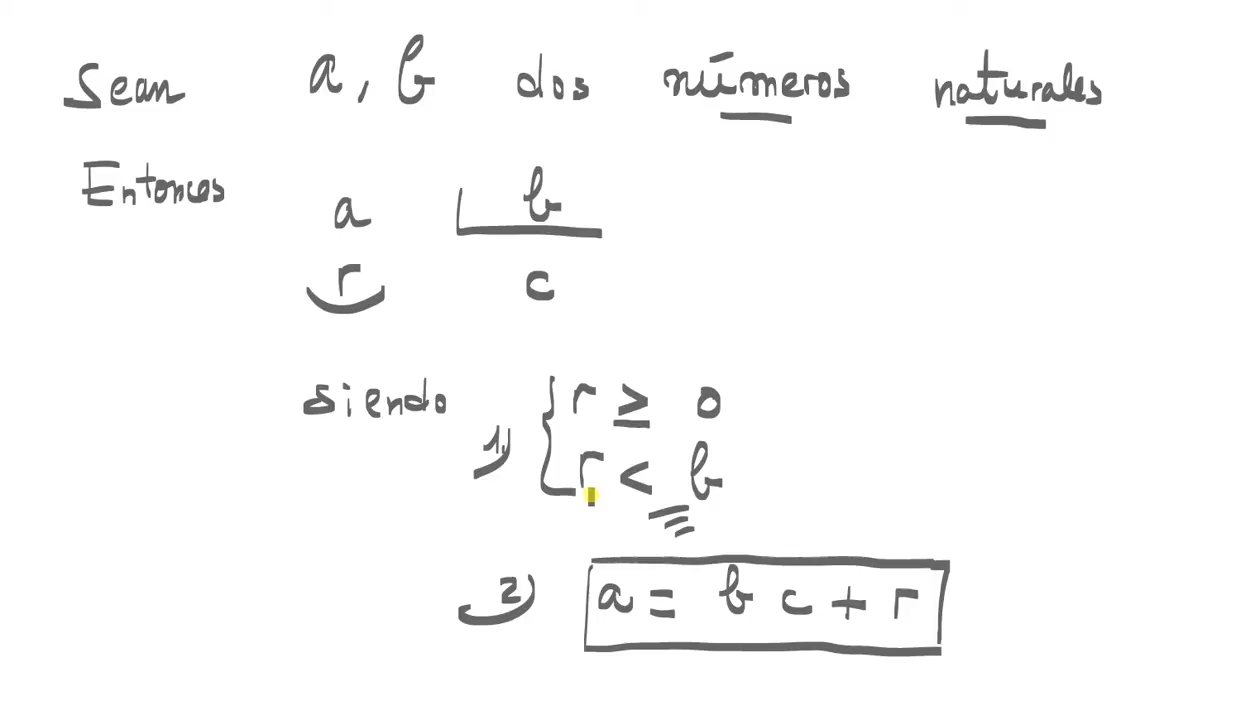 Sean a, b dos números naturales
Entonces
a b
r c
siendo
1) r ≥ 0
r < b
2) a = b c + r